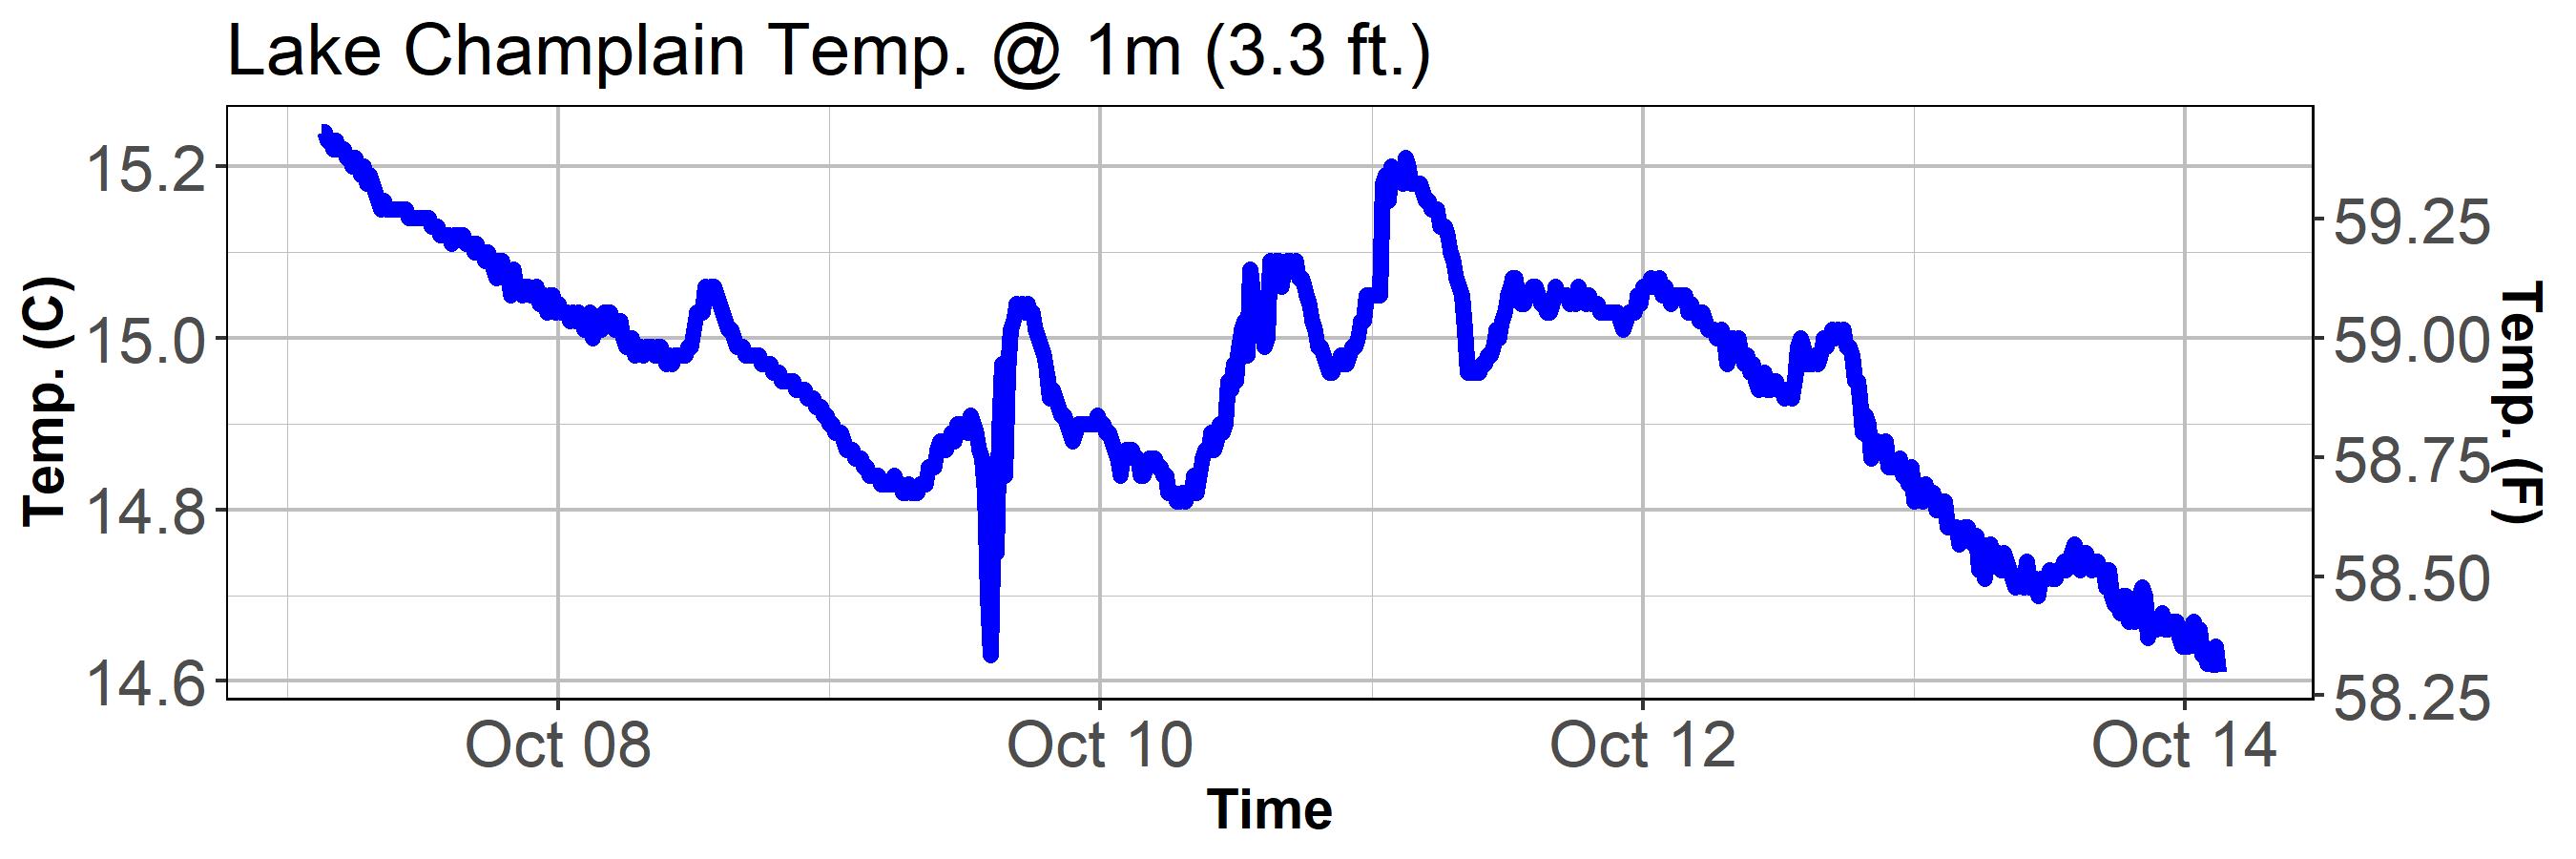 Lake Champlain Temp. @ 1m (3.3 ft.)
Temp. (C)
15.2
15.0
14.8
14.6
59.25
59.00
58.75
58.50
58.25
Temp. (F)
Oct 08
Oct 10
Oct 12
Oct 14
Time